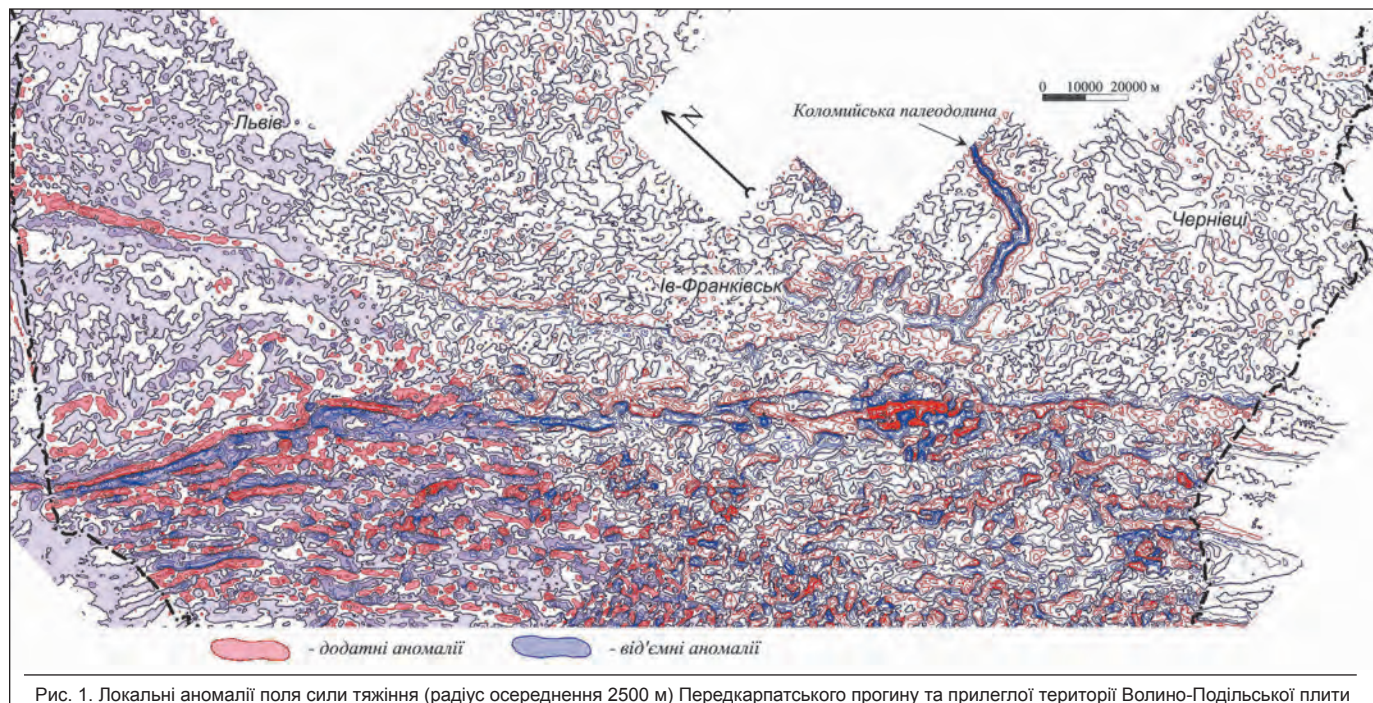 Львів
0 10000 20000 м
N
Коломийська палеодолина
Чернівці
Ів-Франківськ
- додатні аномалії
- від'ємні аномалії
Рис. 1. Локальні аномалії поля сили тяжіння (радіус осереднення 2500 м) Передкарпатського прогину та прилеглої території Волино-Подільської плити